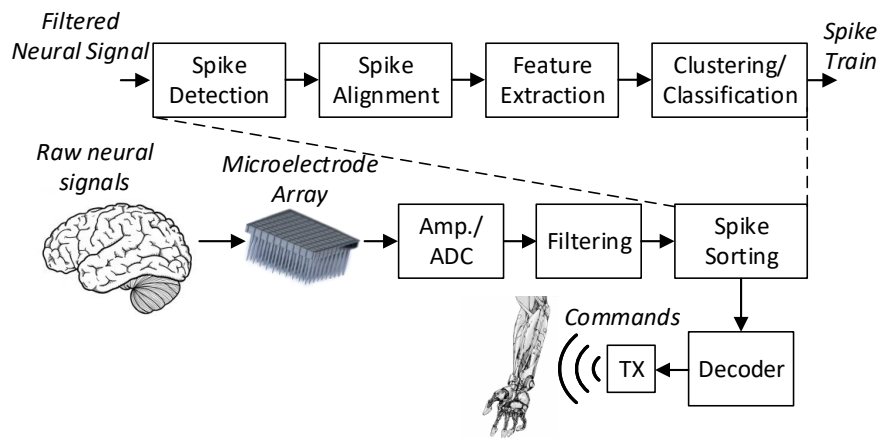 Filtered
Neural Signal
Spike
Detection
Spike
Alignment
Feature
Extraction
Clustering/
Classification
Spike
Train
Raw neural
signals
Microelectrode
Array
Amp./
ADC
Filtering
Spike
Sorting
Commands
TX
Decoder